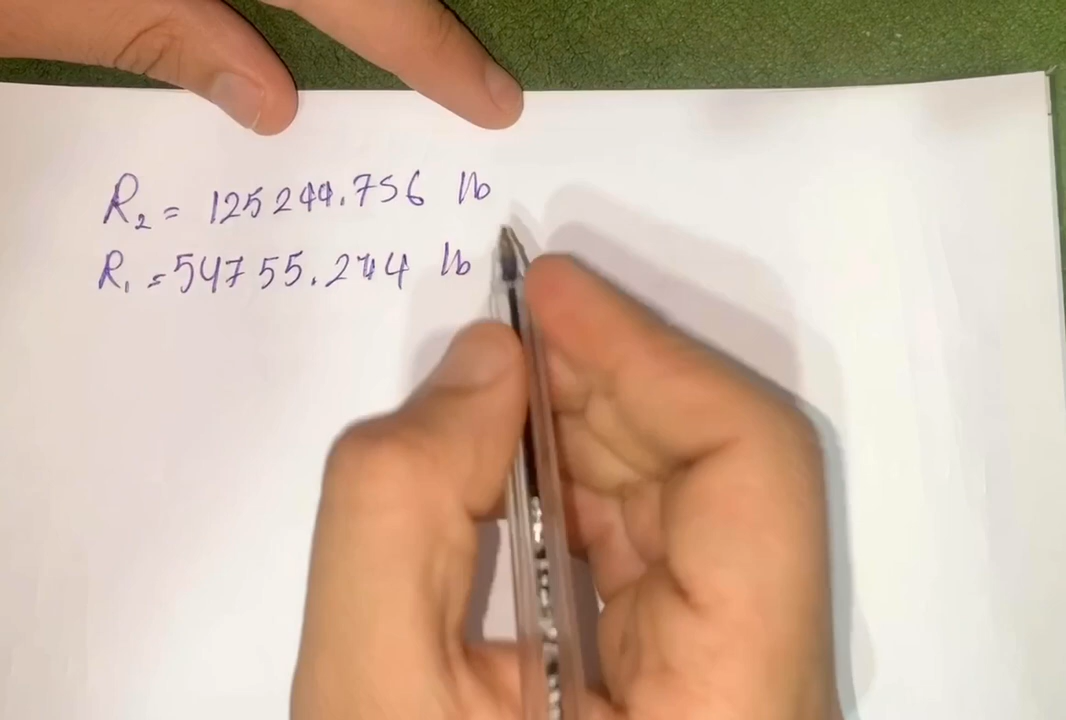 R₂ = 125244.756 lb
R₁ = 54755.244 lb